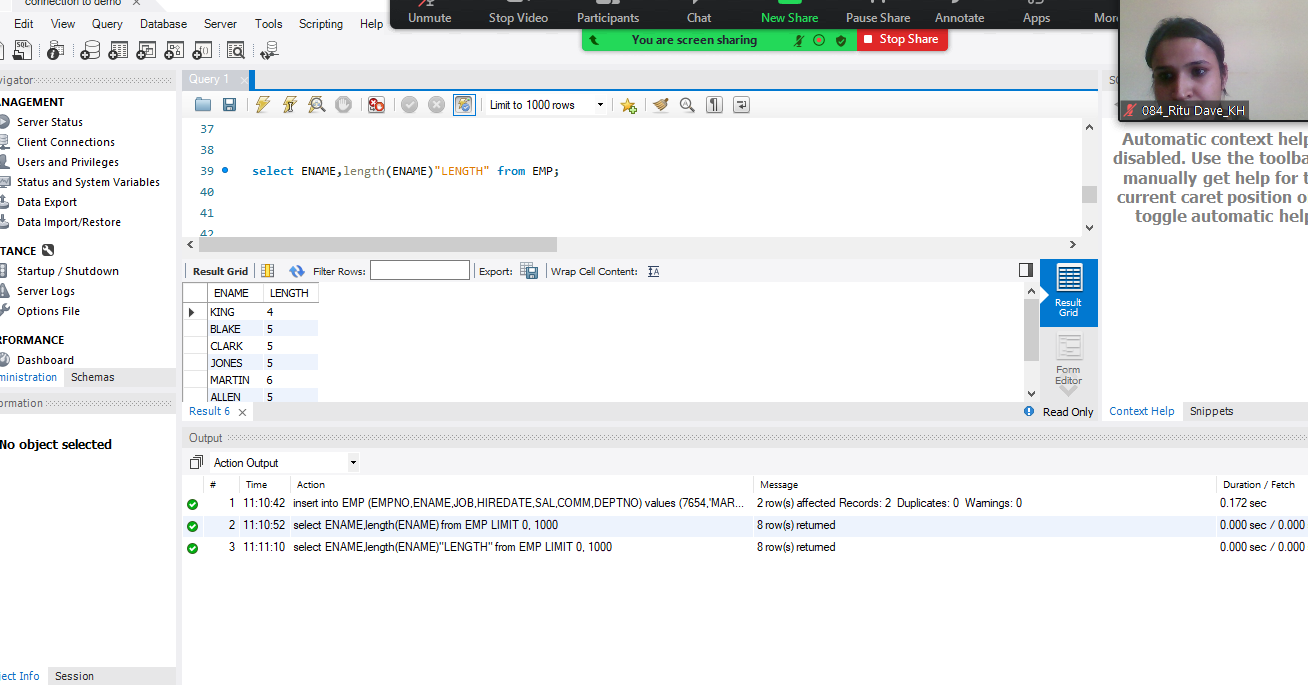 connection to demo ×
Unmute Stop Video Participants Chat New Share Pause Share Annotate Apps
Edit View Query Database Server Tools Scripting Help
You are screen sharing Stop Share
Query 1 ×
Limit to 1000 rows
084_Ritu Dave_KH
37
38
39 select ENAME,length(ENAME)"LENGTH" from EMP;
40
41
42
Automatic context help
disabled. Use the toolba
manually get help for t
current caret position o
toggle automatic help
NAGEMENT
Server Status
Client Connections
Users and Privileges
Status and System Variables
Data Export
Data Import/Restore
TANCE
Startup / Shutdown
Server Logs
Options File
RFORMANCE
Dashboard
ministration Schemas
ormation
No object selected
ject Info Session
Result Grid Filter Rows: Export: Wrap Cell Content:
ENAME LENGTH
KING 4
BLAKE 5
CLARK 5
JONES 5
MARTIN 6
ALLEN 5
Result
Grid
Form
Editor
Result 6 × Read Only Context Help Snippets
Output
Action Output
# Time Action Message Duration / Fetch
1 11:10:42 insert into EMP (EMPNO,ENAME,JOB,HIREDATE,SAL,COMM,DEPTNO) values (7654,'MAR... 2 row(s) affected Records: 2 Duplicates: 0 Warnings: 0 0.172 sec
2 11:10:52 select ENAME,length(ENAME) from EMP LIMIT 0, 1000 8 row(s) returned 0.000 sec / 0.000
3 11:11:10 select ENAME,length(ENAME)"LENGTH" from EMP LIMIT 0, 1000 8 row(s) returned 0.000 sec / 0.000